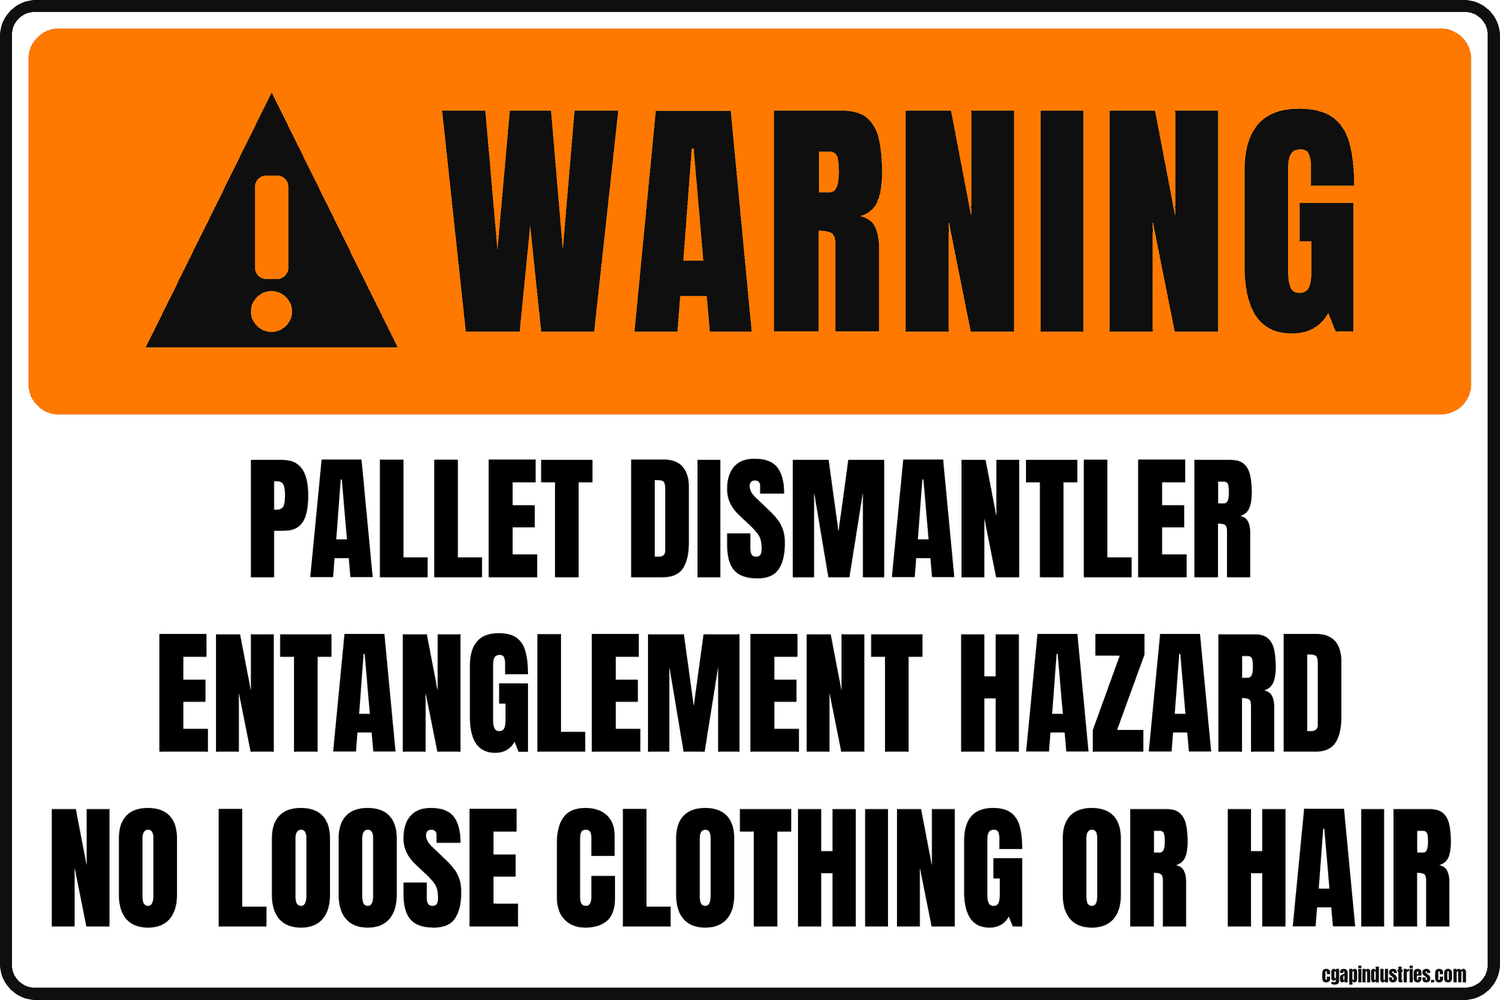 WARNING
PALLET DISMANTLER
ENTANGLEMENT HAZARD
NO LOOSE CLOTHING OR HAIR
cgapindustries.com